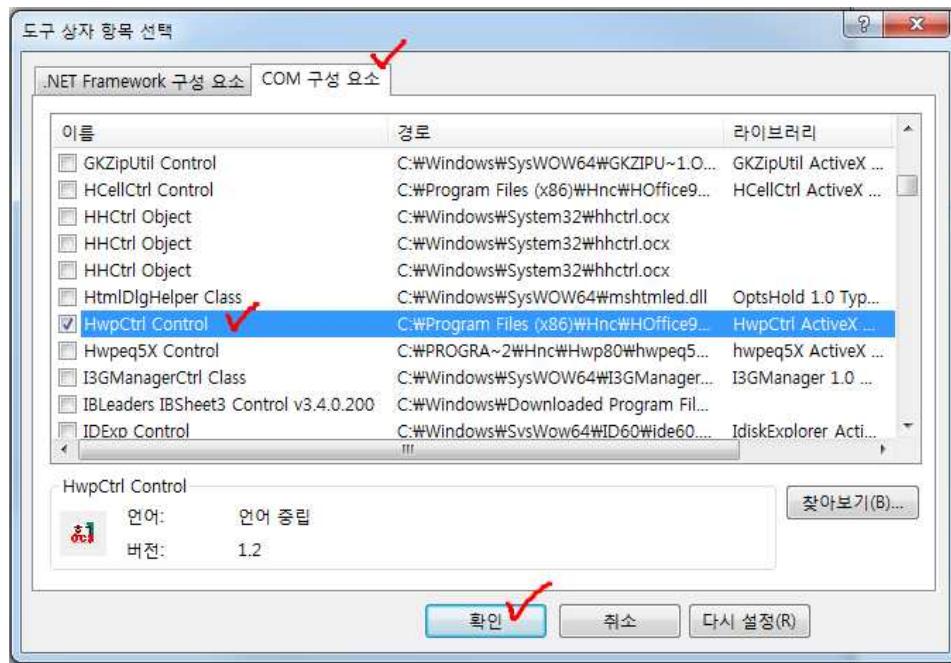 도구 상자 항목 선택
.NET Framework 구성 요소 COM 구성 요소
이름 경로 라이브러리
GKZipUtil Control C:₩Windows₩SysWOW64₩GKZIPU~1.O... GKZipUtil ActiveX ...
HCellCtrl Control C:₩Program Files (x86)₩Hnc₩HOffice9... HCellCtrl ActiveX ...
HHCtrl Object C:₩Windows₩System32₩hhctrl.ocx
HHCtrl Object C:₩Windows₩System32₩hhctrl.ocx
HHCtrl Object C:₩Windows₩System32₩hhctrl.ocx
HtmlDlgHelper Class C:₩Windows₩SysWOW64₩mshtmled.dll OptsHold 1.0 Typ...
HwpCtrl Control C:₩Program Files (x86)₩Hnc₩HOffice9... HwpCtrl ActiveX ...
Hwpeq5X Control C:₩PROGRA~2₩Hnc₩Hwp80₩hwpeq5... hwpeq5X ActiveX ...
I3GManagerCtrl Class C:₩Windows₩SysWOW64₩I3GManager... I3GManager 1.0 ...
IBLeaders IBSheet3 Control v3.4.0.200 C:₩Windows₩Downloaded Program Fil...
IDExp Control C:₩Windows₩SysWow64₩ID60₩ide60.... IdiskExplorer Acti...
HwpCtrl Control
찾아보기(B)...
언어: 언어 중립
버전: 1.2
확인 취소 다시 설정(R)